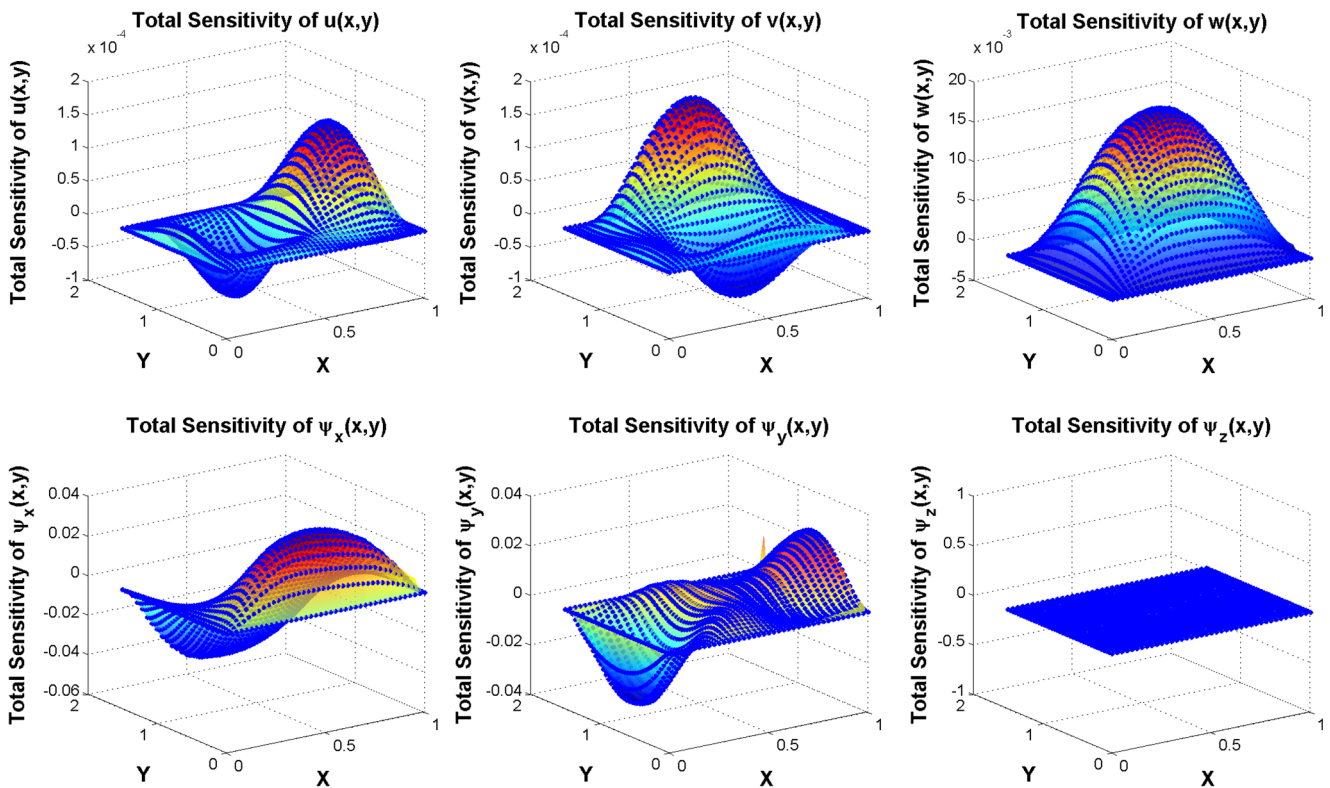 Total Sensitivity of u(x,y)
x 10⁻⁴
Total Sensitivity of u(x,y)
2
1.5
1
0.5
0
-0.5
-1
2
1
0
Y
0
0.5
1
X
Total Sensitivity of v(x,y)
x 10⁻⁴
Total Sensitivity of v(x,y)
2
1.5
1
0.5
0
-0.5
-1
2
1
0
Y
0
0.5
1
X
Total Sensitivity of w(x,y)
x 10⁻³
Total Sensitivity of w(x,y)
20
15
10
5
0
-5
2
1
0
Y
0
0.5
1
X
Total Sensitivity of ψ_x(x,y)
Total Sensitivity of ψ_x(x,y)
0.04
0.02
0
-0.02
-0.04
-0.06
2
1
0
Y
0
0.5
1
X
Total Sensitivity of ψ_y(x,y)
Total Sensitivity of ψ_y(x,y)
0.04
0.02
0
-0.02
-0.04
2
1
0
Y
0
0.5
1
X
Total Sensitivity of ψ_z(x,y)
Total Sensitivity of ψ_z(x,y)
1
0.5
0
-0.5
-1
2
1
0
Y
0
0.5
1
X